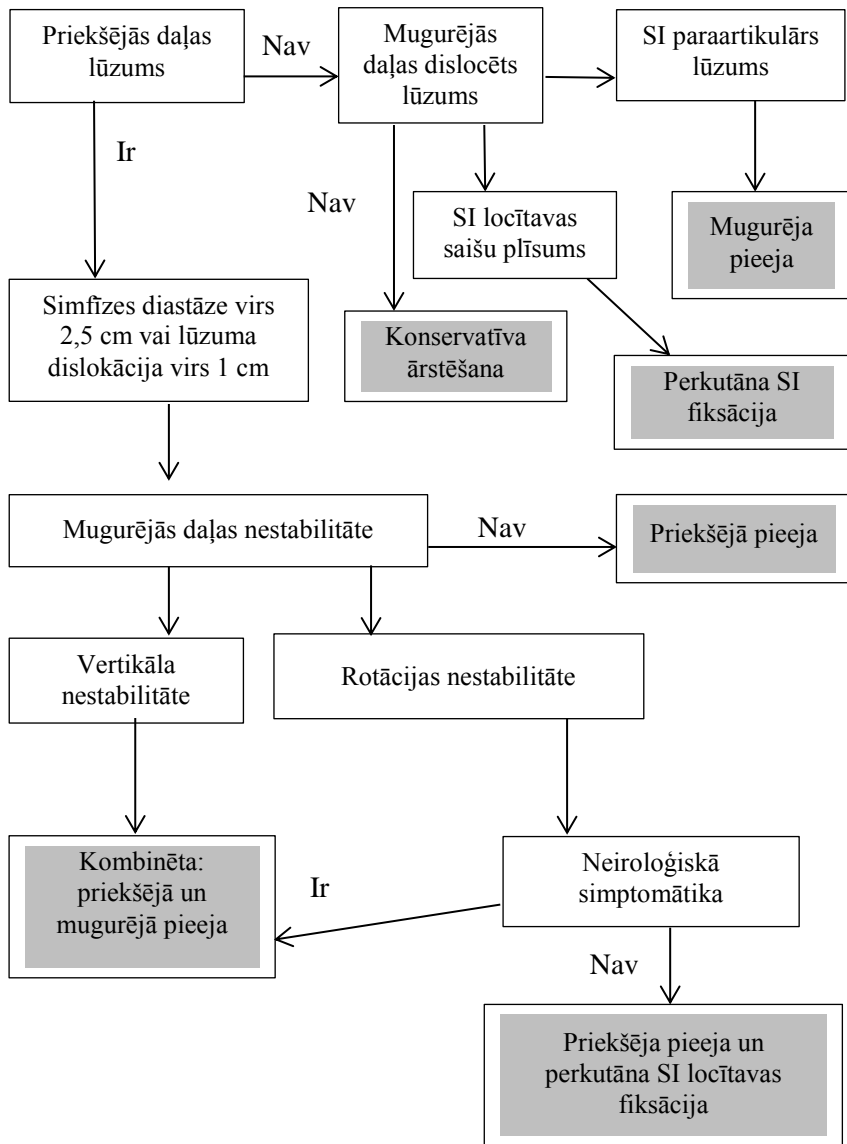 Priekšējās daļas
lūzums
Nav
Mugurējās
daļas dislocēts
lūzums
SI paraartikulārs
lūzums
Ir
Nav
SI locītavas
saišu plīsums
Mugurēja
pieeja
Simfīzes diastāze virs
2,5 cm vai lūzuma
dislokācija virs 1 cm
Konservatīva
ārstēšana
Perkutāna SI
fiksācija
Mugurējās daļas nestabilitāte
Nav
Priekšējā pieeja
Vertikāla
nestabilitāte
Rotācijas nestabilitāte
Kombinēta:
priekšējā un
mugurējā pieeja
Ir
Neiroloģiskā
simptomātika
Nav
Priekšēja pieeja un
perkutāna SI locītavas
fiksācija